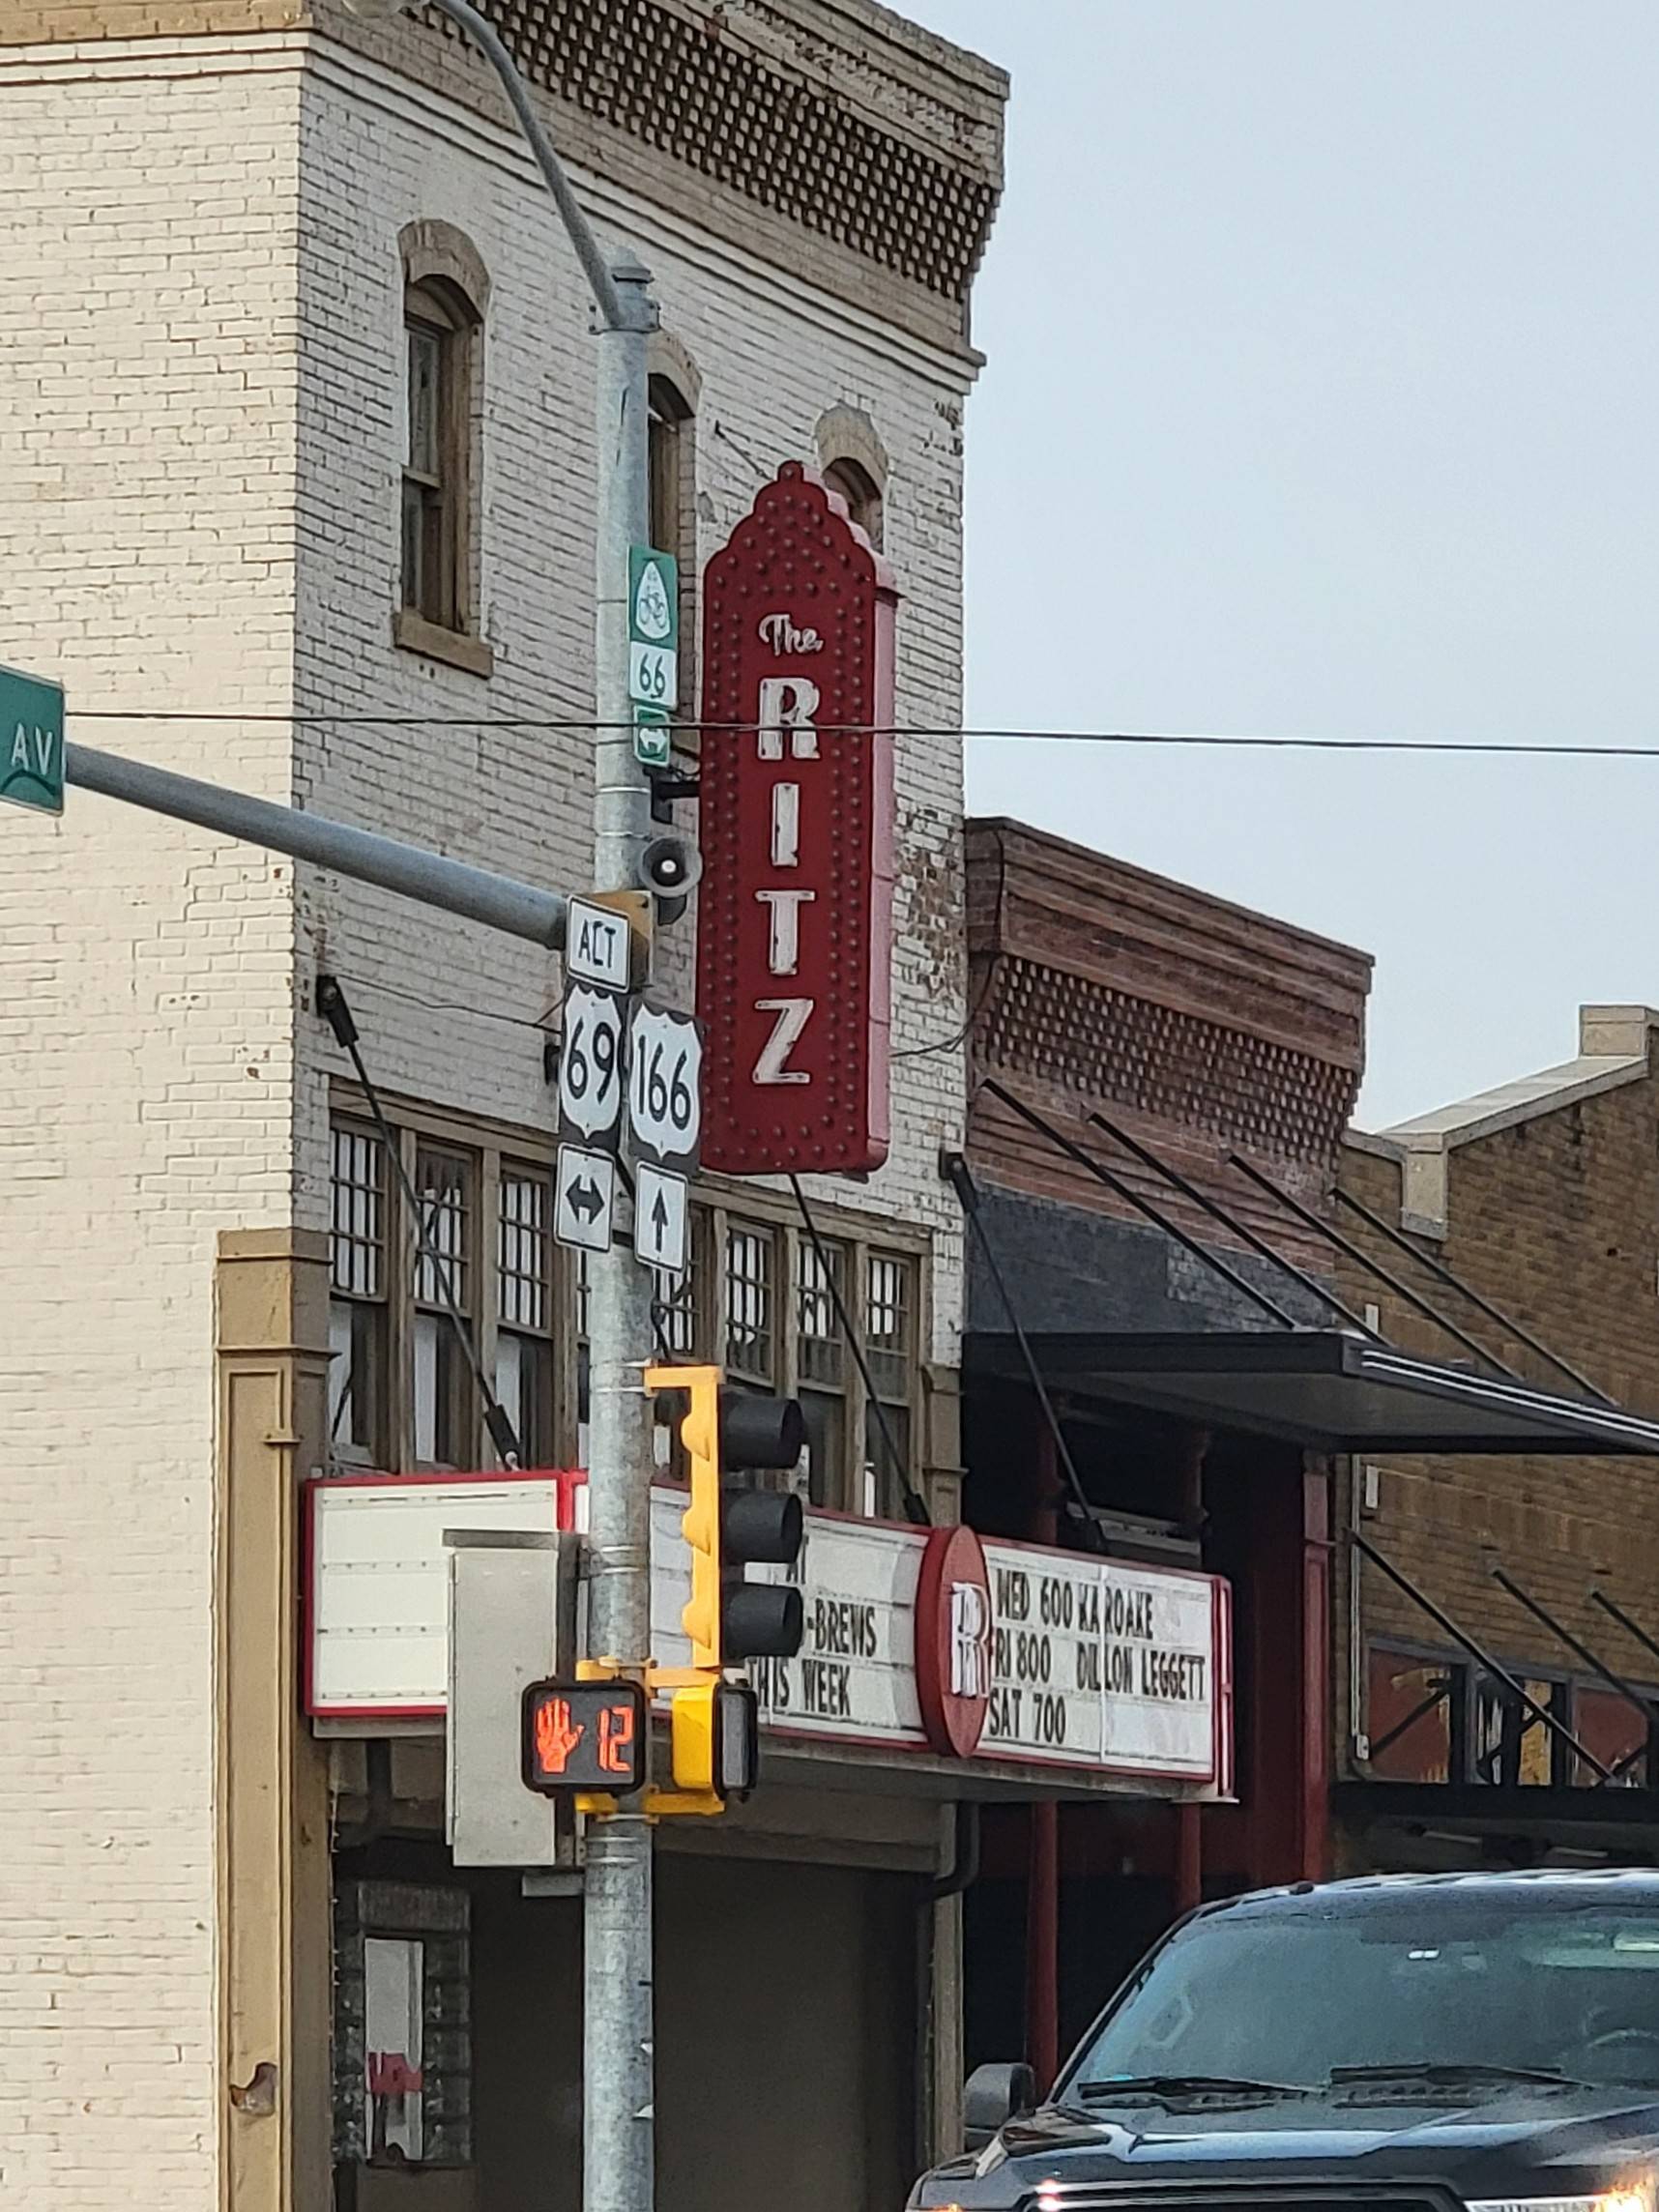 The
RITZ
66
AV
ALT
69
166
AT
-BREWS
THIS WEEK
R
WED 600 KAROAKE
FRI 800 DILLON LEGGETT
SAT 700
12